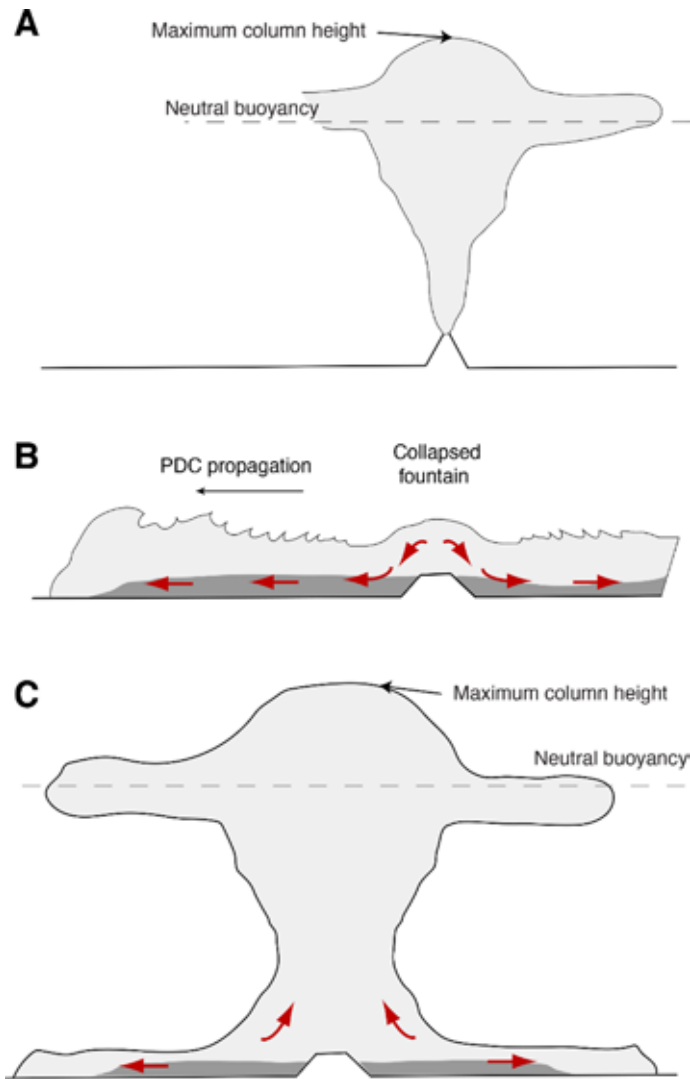 A
Maximum column height
Neutral buoyancy
B
PDC propagation
Collapsed
fountain
C
Maximum column height
Neutral buoyancy